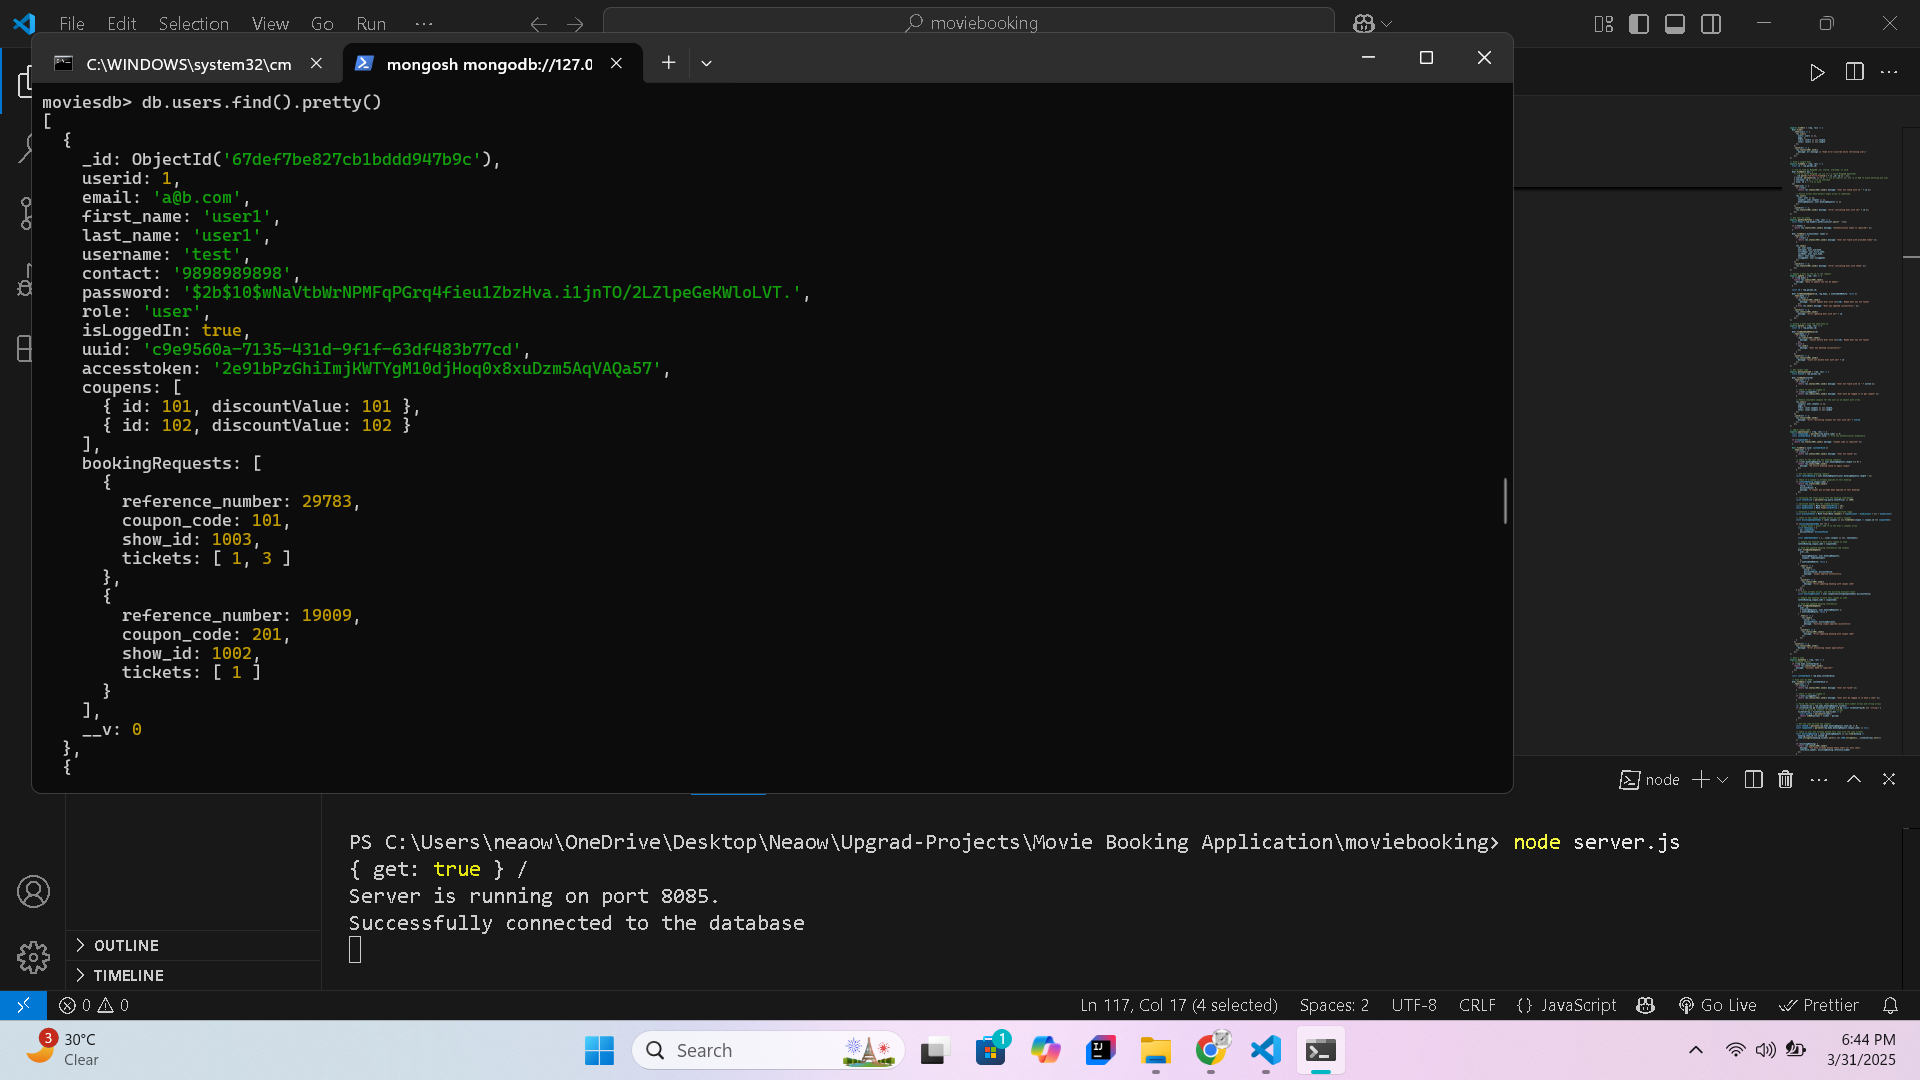 File Edit Selection View Go Run ··· moviebooking
C:\WINDOWS\system32\cm
mongosh mongodb://127.0
moviesdb> db.users.find().pretty()
[
{
_id: ObjectId('67def7be827cb1bddd947b9c'),
userid: 1,
email: 'a@b.com',
first_name: 'user1',
last_name: 'user1',
username: 'test',
contact: '9898989898',
password: '$2b$10$wNaVtbWrNPMFqPGrq4fieu1ZbzHva.i1jnTO/2LZlpeGeKWloLVT.',
role: 'user',
isLoggedIn: true,
uuid: 'c9e9560a-7135-431d-9f1f-63df483b77cd',
accesstoken: '2e91bPzGhiImjKWTYgM10djHoq0x8xuDzm5AqVAQa57',
coupens: [
{ id: 101, discountValue: 101 },
{ id: 102, discountValue: 102 }
],
bookingRequests: [
{
reference_number: 29783,
coupon_code: 101,
show_id: 1003,
tickets: [ 1, 3 ]
},
{
reference_number: 19009,
coupon_code: 201,
show_id: 1002,
tickets: [ 1 ]
}
],
__v: 0
},
{
node
PS C:\Users\neaow\OneDrive\Desktop\Neaow\Upgrad-Projects\Movie Booking Application\moviebooking> node server.js
{ get: true } /
Server is running on port 8085.
Successfully connected to the database
OUTLINE
TIMELINE
0 0 Ln 117, Col 17 (4 selected) Spaces: 2 UTF-8 CRLF {} JavaScript Go Live Prettier
3 30°C
Clear
Search
1
6:44 PM
3/31/2025